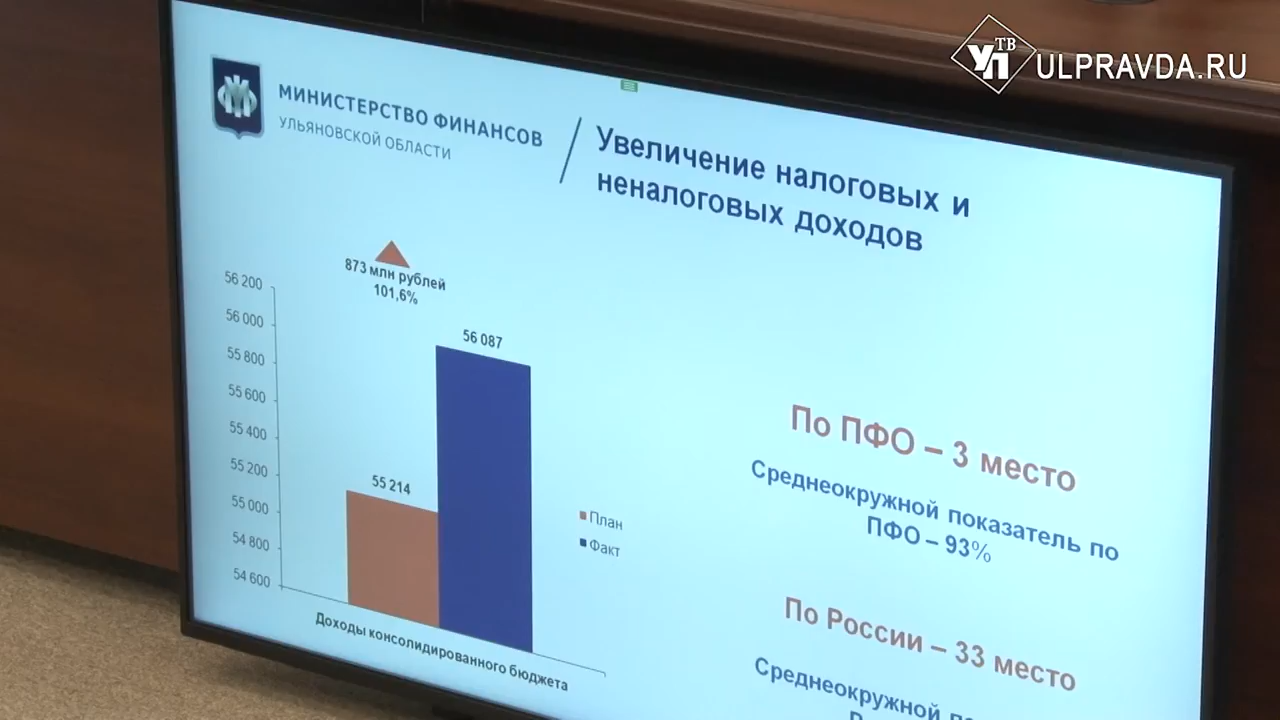 УПТВ ULPRAVDA.RU
МИНИСТЕРСТВО ФИНАНСОВ
УЛЬЯНОВСКОЙ ОБЛАСТИ
Увеличение налоговых и
неналоговых доходов
873 млн рублей
101,6%
56 200
56 000
55 800
55 600
55 400
55 200
55 000
54 800
54 600
56 087
55 214
План
Факт
Доходы консолидированного бюджета
По ПФО – 3 место
Среднеокружной показатель по
ПФО – 93%
По России – 33 место
Среднеокружной